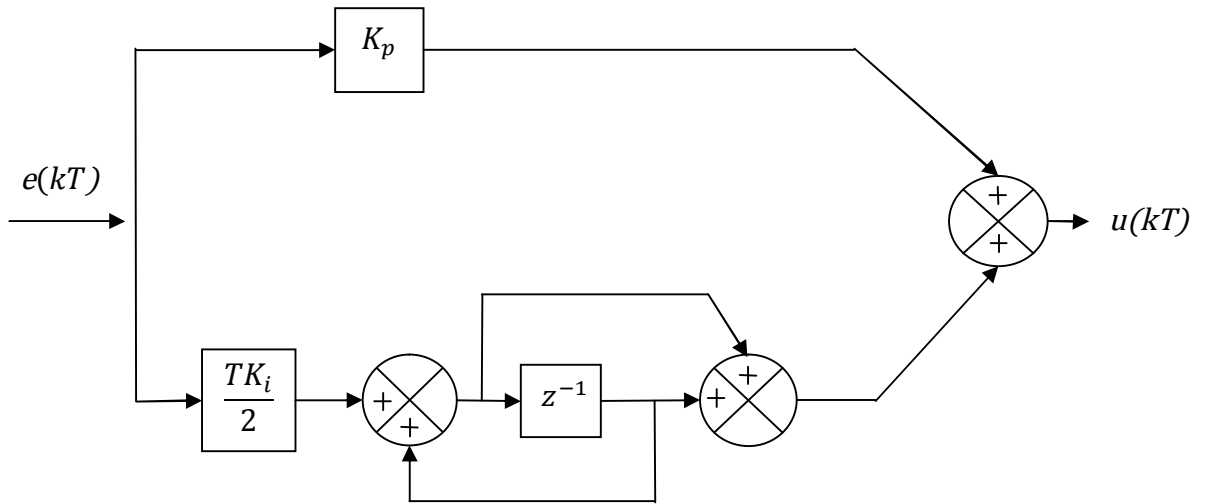 K_p
e(kT)
+
+
u(kT)
TK_i
2
+
+
z^{-1}
+
+